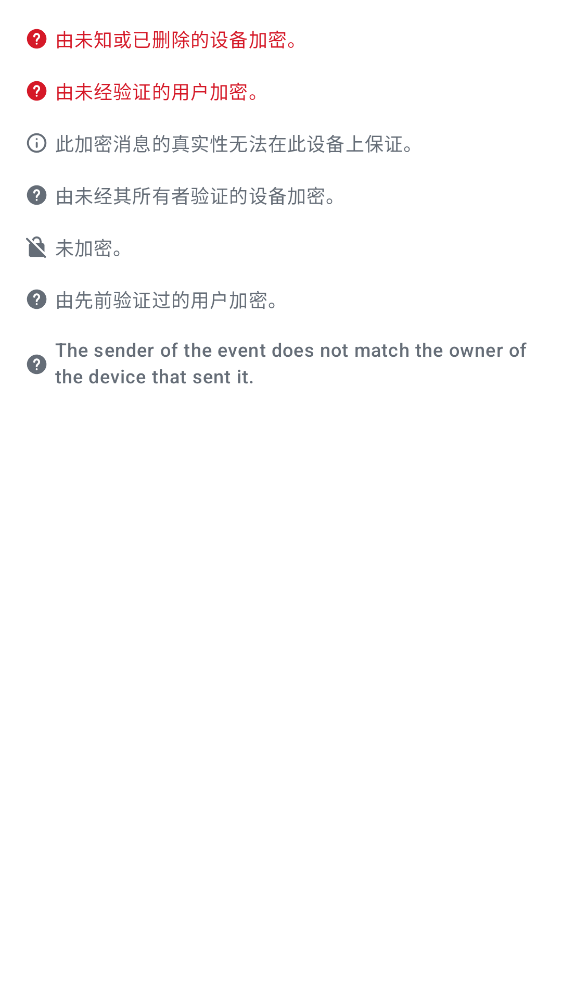 由未知或已删除的设备加密。
由未经验证的用户加密。
此加密消息的真实性无法在此设备上保证。
由未经其所有者验证的设备加密。
未加密。
由先前验证过的用户加密。
The sender of the event does not match the owner of
the device that sent it.